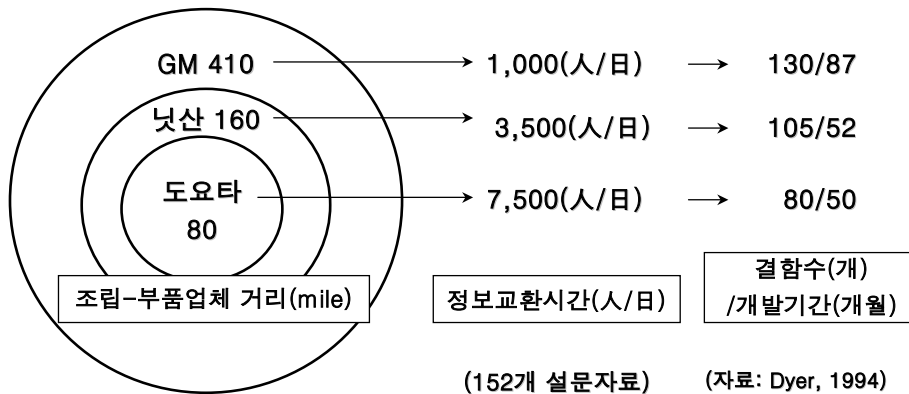 GM 410 1,000(人/日) 130/87
닛산 160 3,500(人/日) 105/52
도요타
80
7,500(人/日) 80/50
조립-부품업체 거리(mile)
정보교환시간(人/日)
결함수(개)
/개발기간(개월)
(152개 설문자료) (자료: Dyer, 1994)